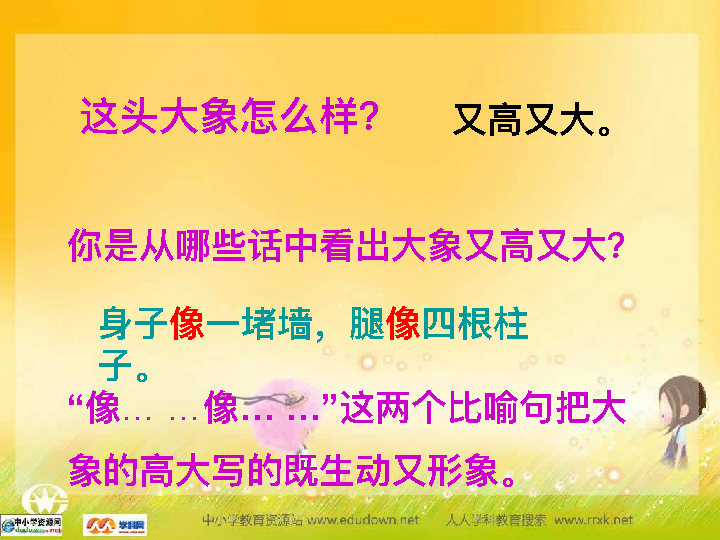 这头大象怎么样?
又高又大。
你是从哪些话中看出大象又高又大?
身子像一堵墙，腿像四根柱
子。
“像… …像… …”这两个比喻句把大
象的高大写的既生动又形象。
中小学资源网
学科网
中小学教育资源站 www.edudown.net 人人学科教育搜索 www.rrxk.net